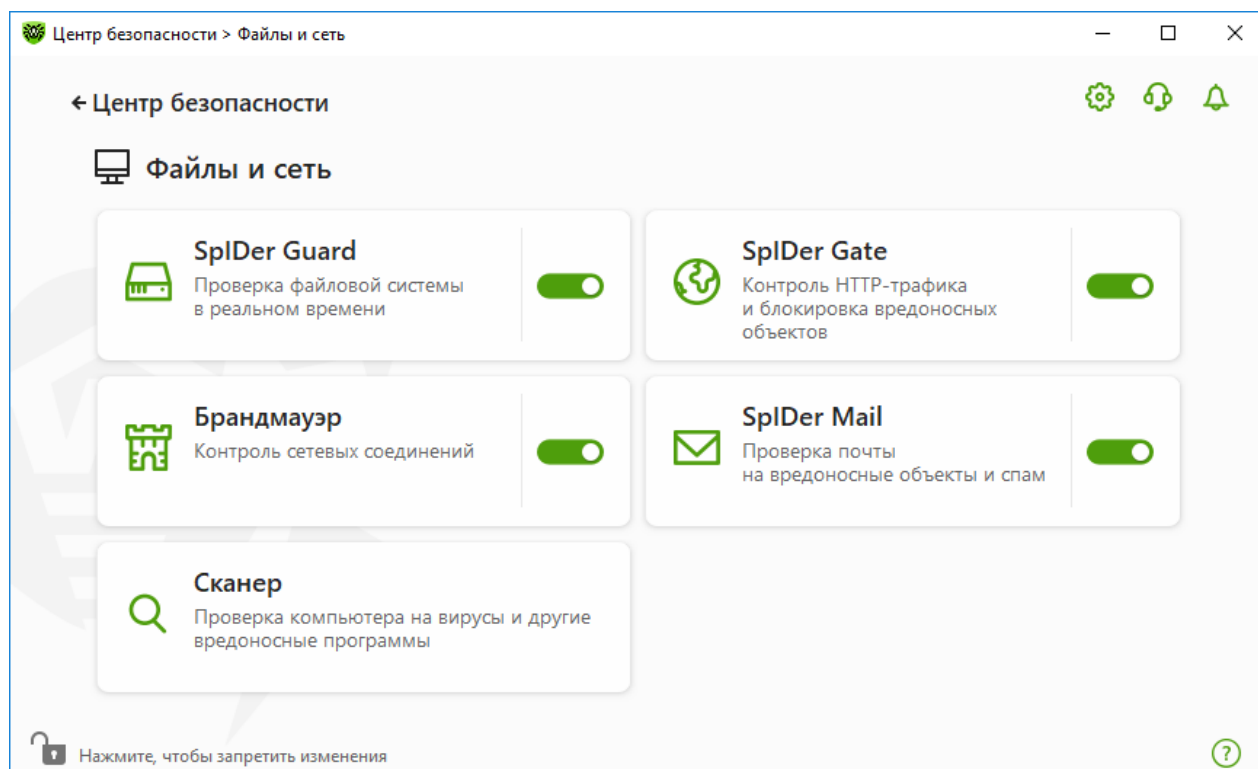 Центр безопасности > Файлы и сеть
Центр безопасности
Файлы и сеть
SpIDer Guard
Проверка файловой системы
в реальном времени
SpIDer Gate
Контроль HTTP-трафика
и блокировка вредоносных
объектов
Брандмауэр
Контроль сетевых соединений
SpIDer Mail
Проверка почты
на вредоносные объекты и спам
Сканер
Проверка компьютера на вирусы и другие
вредоносные программы
Нажмите, чтобы запретить изменения
?